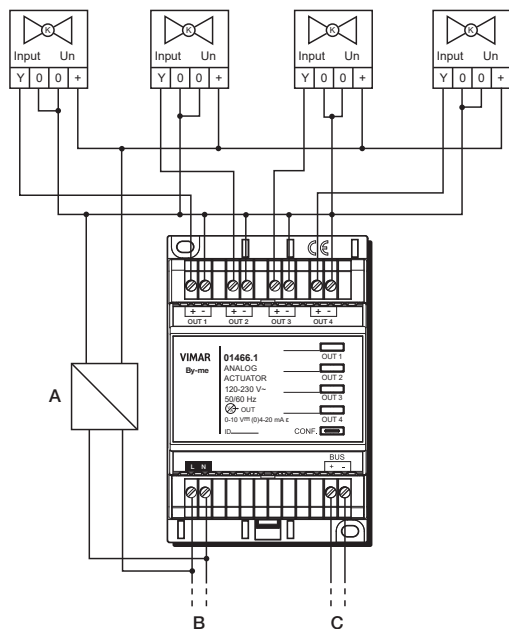 K K K K
Input Un Input Un Input Un Input Un
Y 0 0 + Y 0 0 + Y 0 0 + Y 0 0 +
CE
+ - + - + - + -
OUT 1 OUT 2 OUT 3 OUT 4
VIMAR
By-me
01466.1
ANALOG
ACTUATOR
120-230 V~
50/60 Hz
OUT
0-10 V (0)4-20 mA
ID
OUT 1
OUT 2
OUT 3
OUT 4
CONF.
A
L N
BUS
+ -
B C